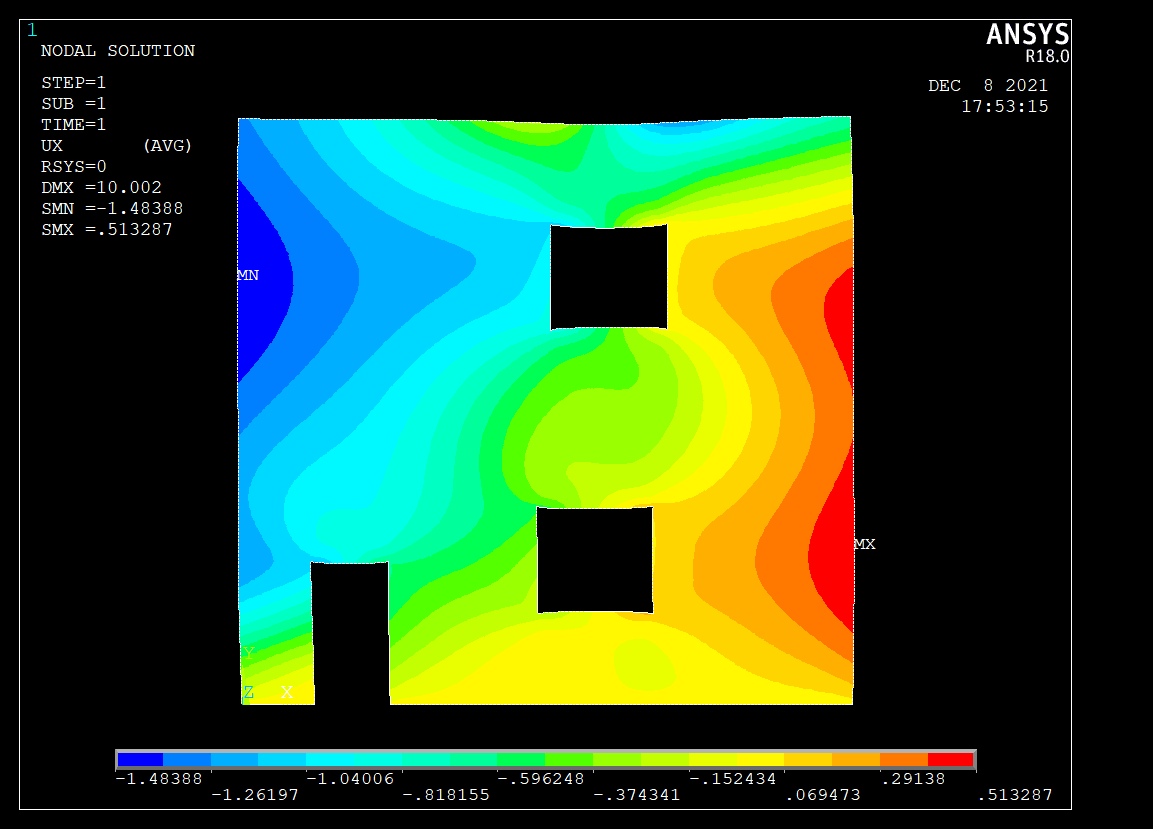 1
ANSYS
R18.0
NODAL SOLUTION
DEC  8 2021
17:53:15
STEP=1
SUB =1
TIME=1
UX       (AVG)
RSYS=0
DMX =10.002
SMN =-1.48388
SMX =.513287
MN
MX
Y
Z  X
-1.48388  -1.04006  -.596248  -.152434  .29138
-1.26197  -.818155  -.374341  .069473  .513287